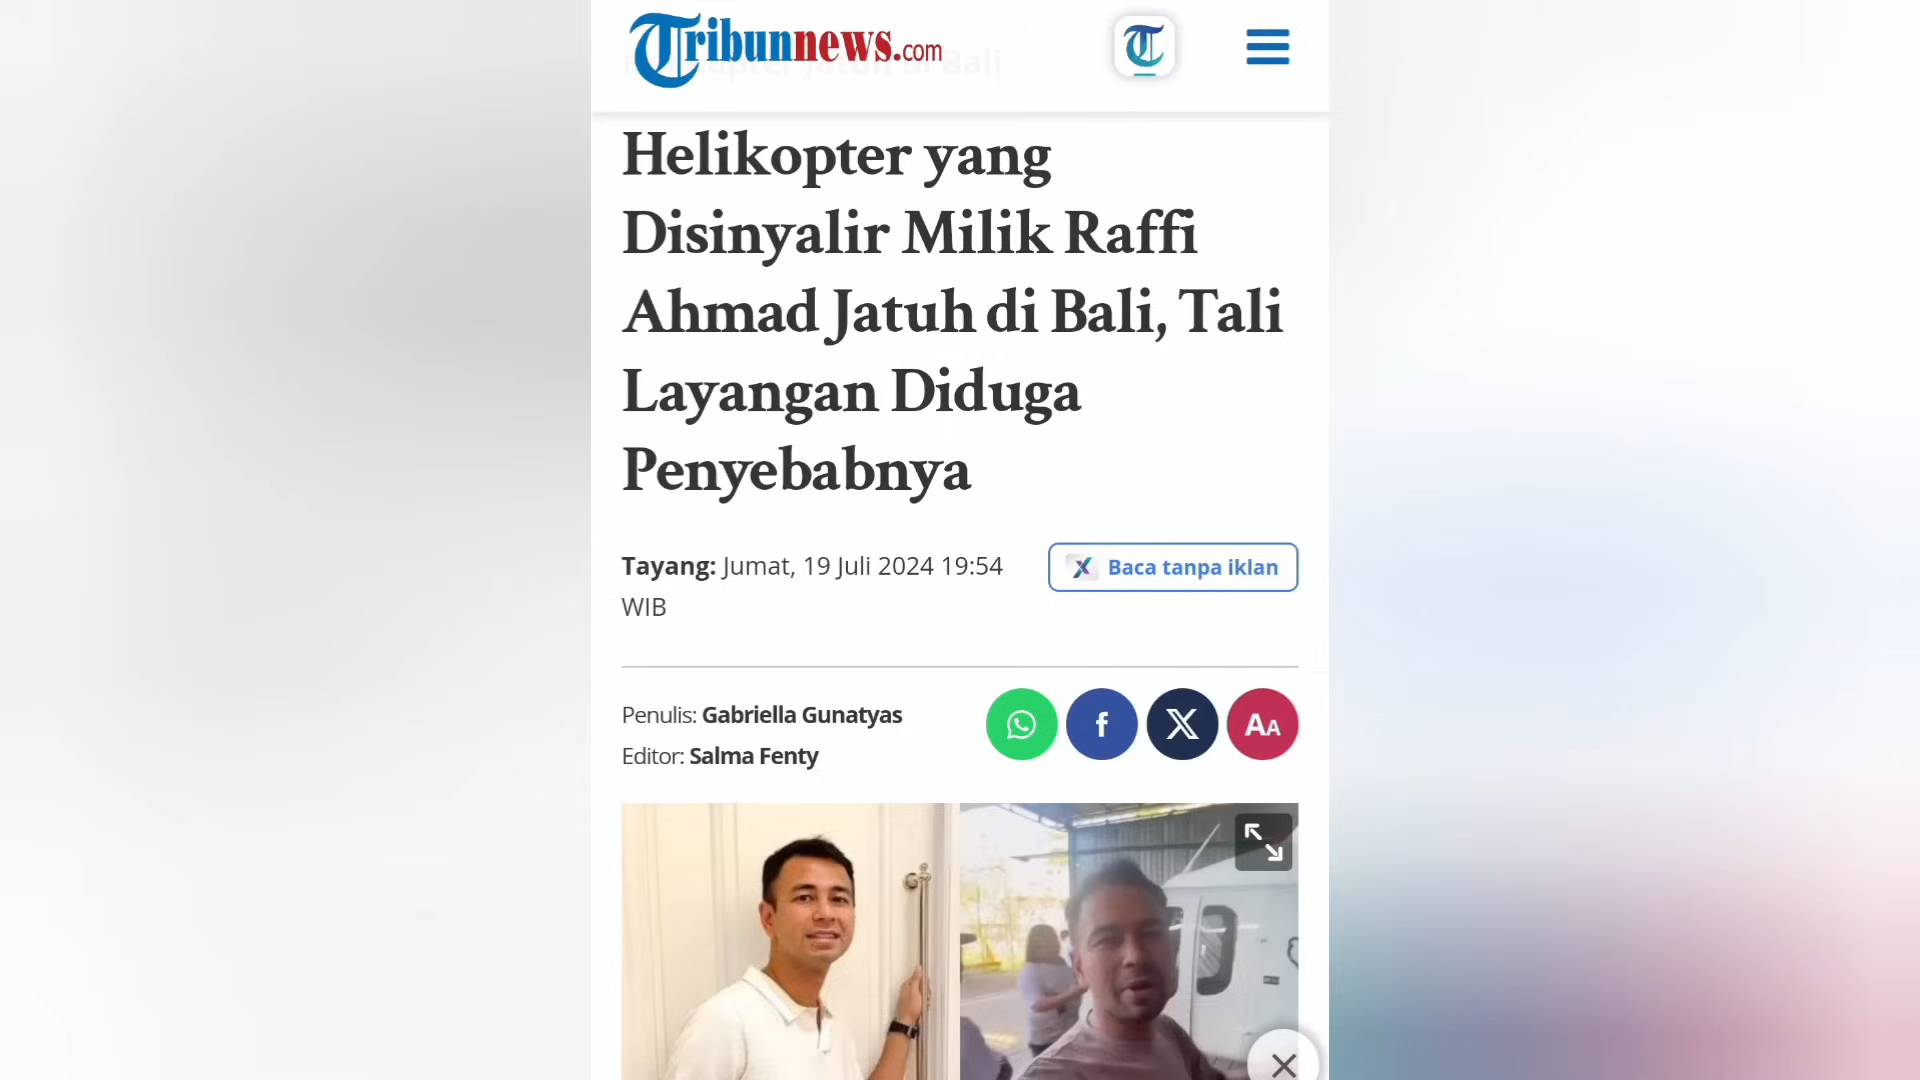 Tribunnews.com
Helikopter yang
Disinyalir Milik Raffi
Ahmad Jatuh di Bali, Tali
Layangan Diduga
Penyebabnya
Tayang: Jumat, 19 Juli 2024 19:54
WIB
Baca tanpa iklan
Penulis: Gabriella Gunatyas
Editor: Salma Fenty
AA